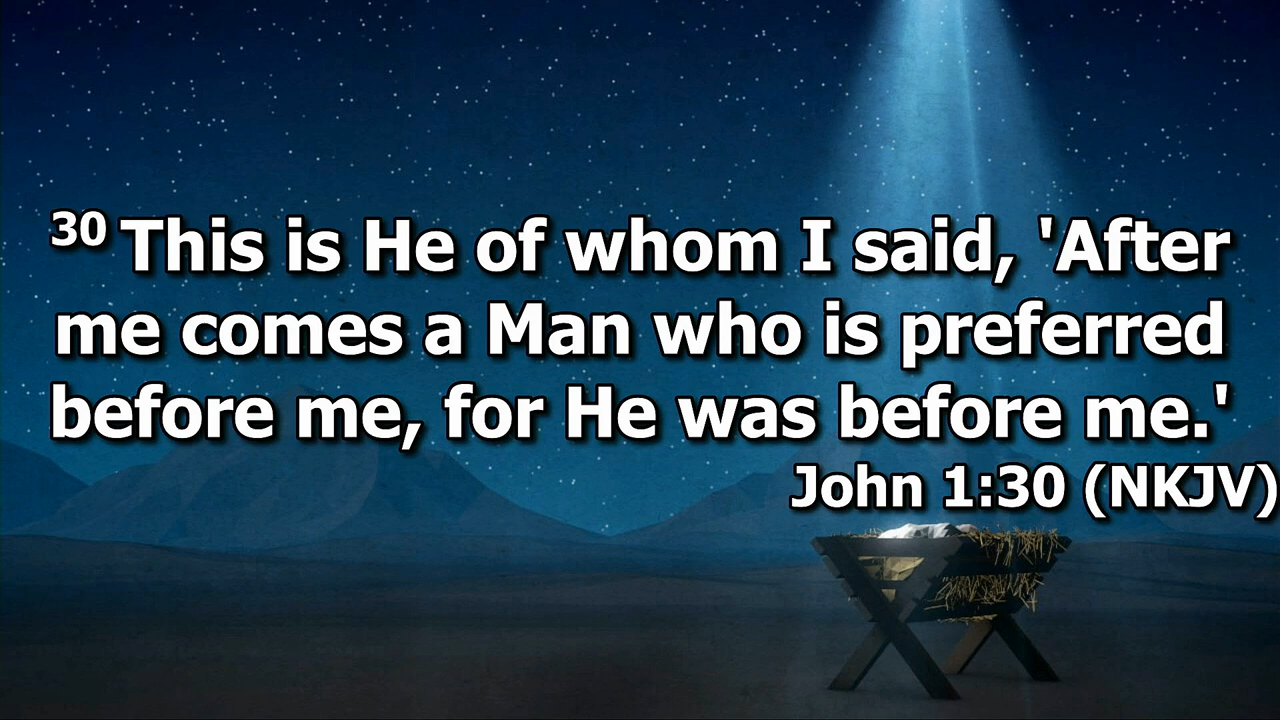 30 This is He of whom I said, 'After
me comes a Man who is preferred
before me, for He was before me.'
John 1:30 (NKJV)